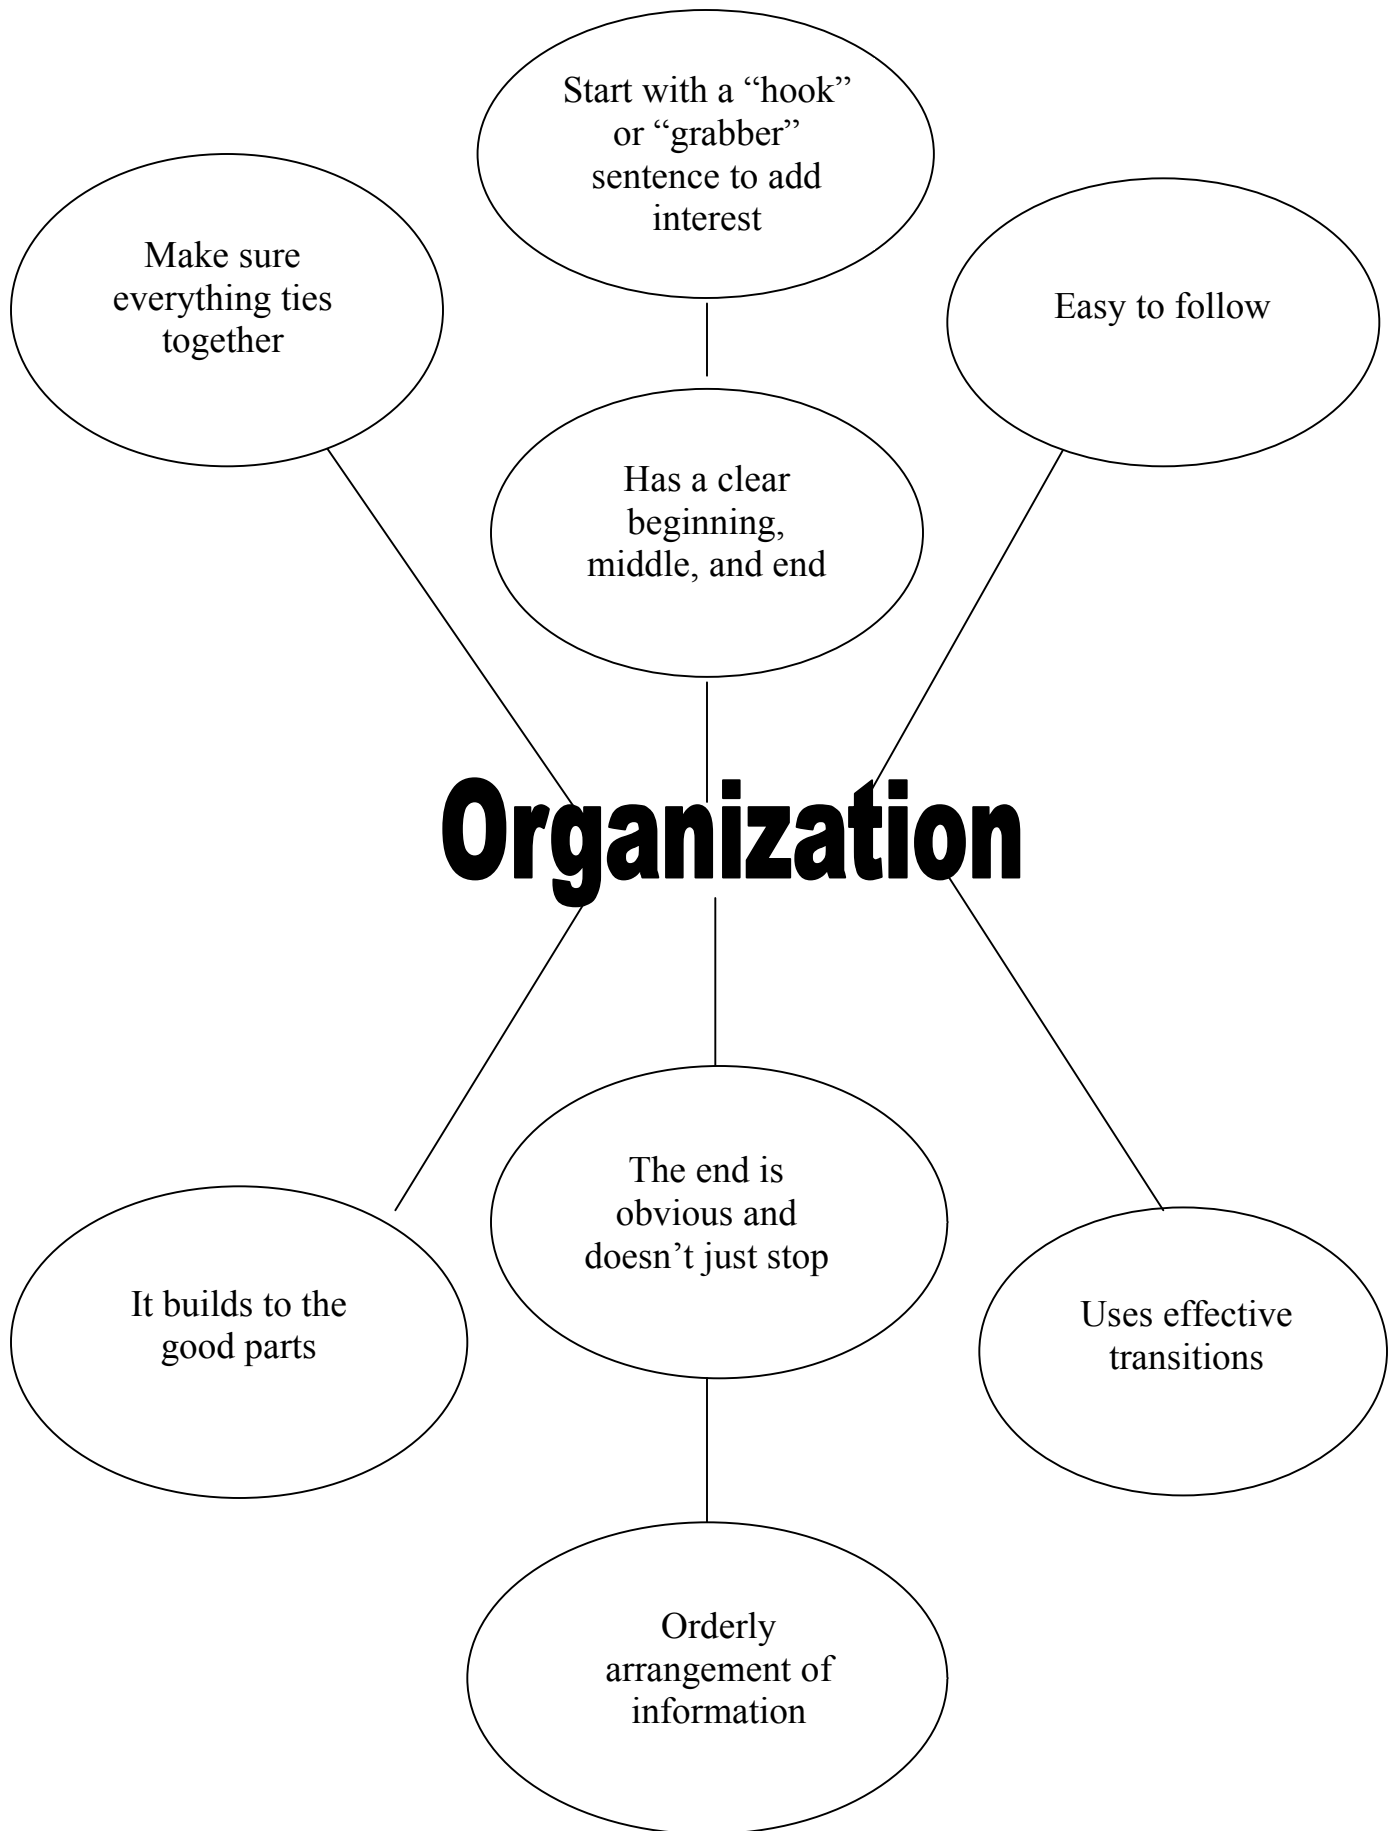 Start with a “hook”
or “grabber”
sentence to add
interest
Make sure
everything ties
together
Easy to follow
Has a clear
beginning,
middle, and end
Organization
The end is
obvious and
doesn’t just stop
It builds to the
good parts
Uses effective
transitions
Orderly
arrangement of
information